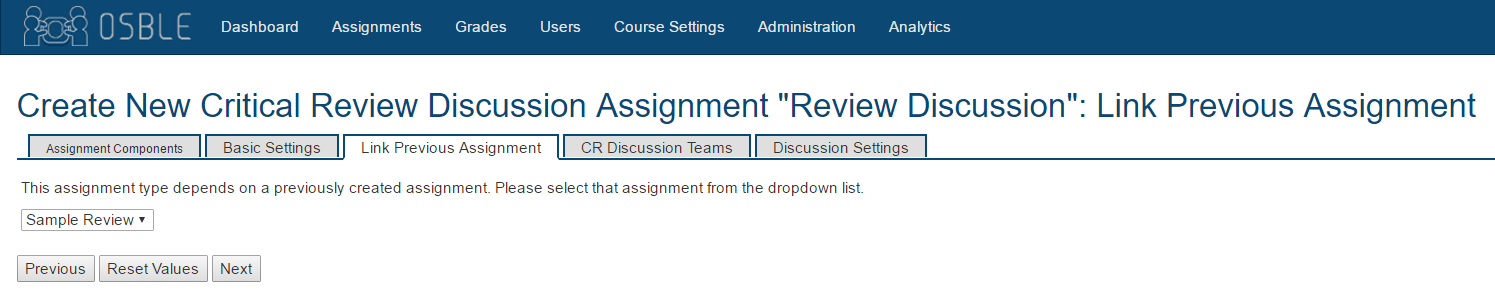 OSBLE Dashboard Assignments Grades Users Course Settings Administration Analytics
Create New Critical Review Discussion Assignment "Review Discussion": Link Previous Assignment
Assignment Components Basic Settings Link Previous Assignment CR Discussion Teams Discussion Settings
This assignment type depends on a previously created assignment. Please select that assignment from the dropdown list.
Sample Review
Previous Reset Values Next